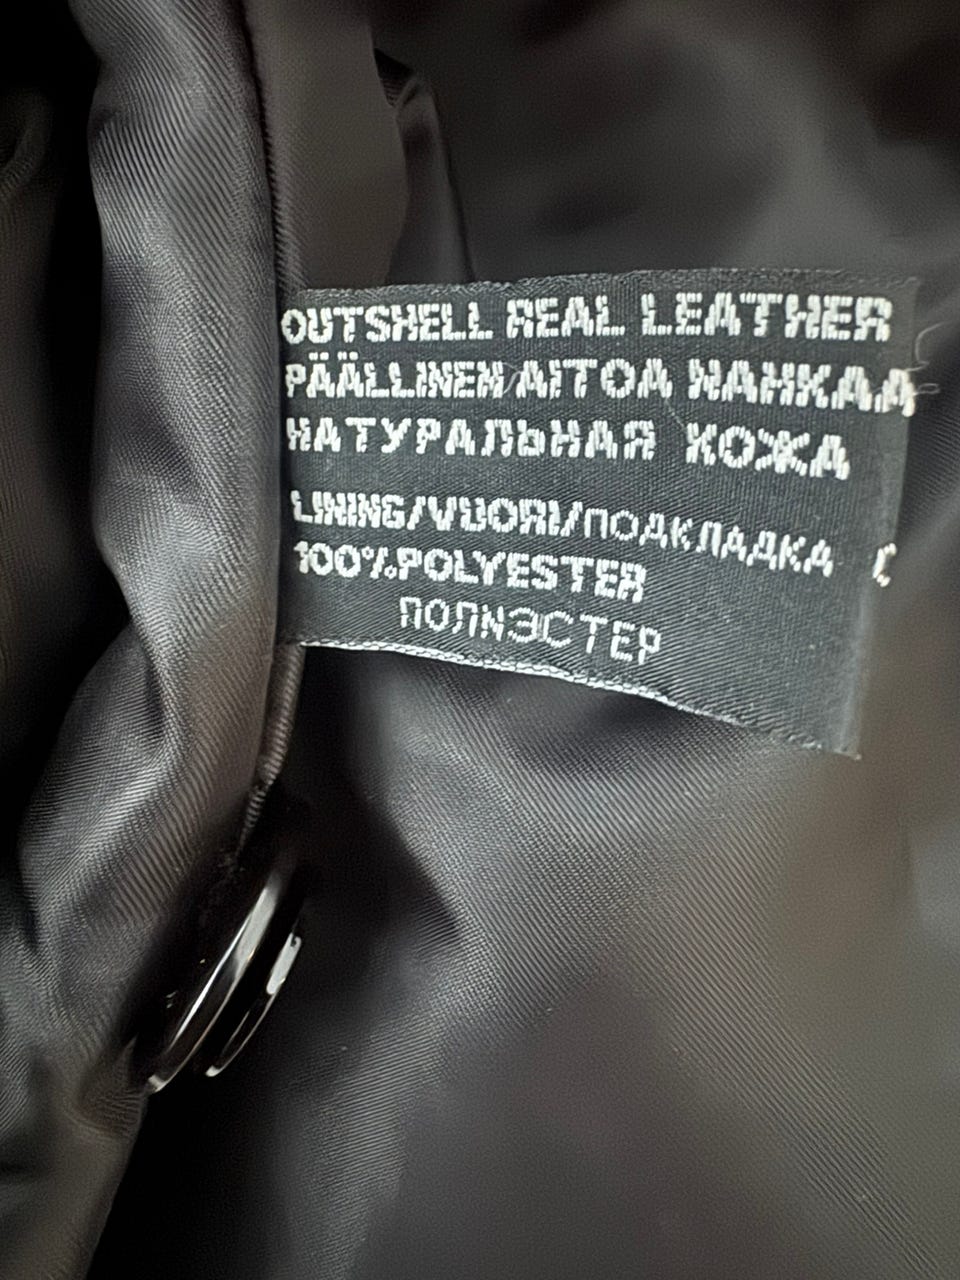 OUTSHELL REAL LEATHER
PÄÄLLINEN AITOA NAHKAA
НАТУРАЛЬНАЯ КОЖА
LINING/VUORI/ПОДКЛАДКА
100%POLYESTER
ПОЛИЭСТЕР